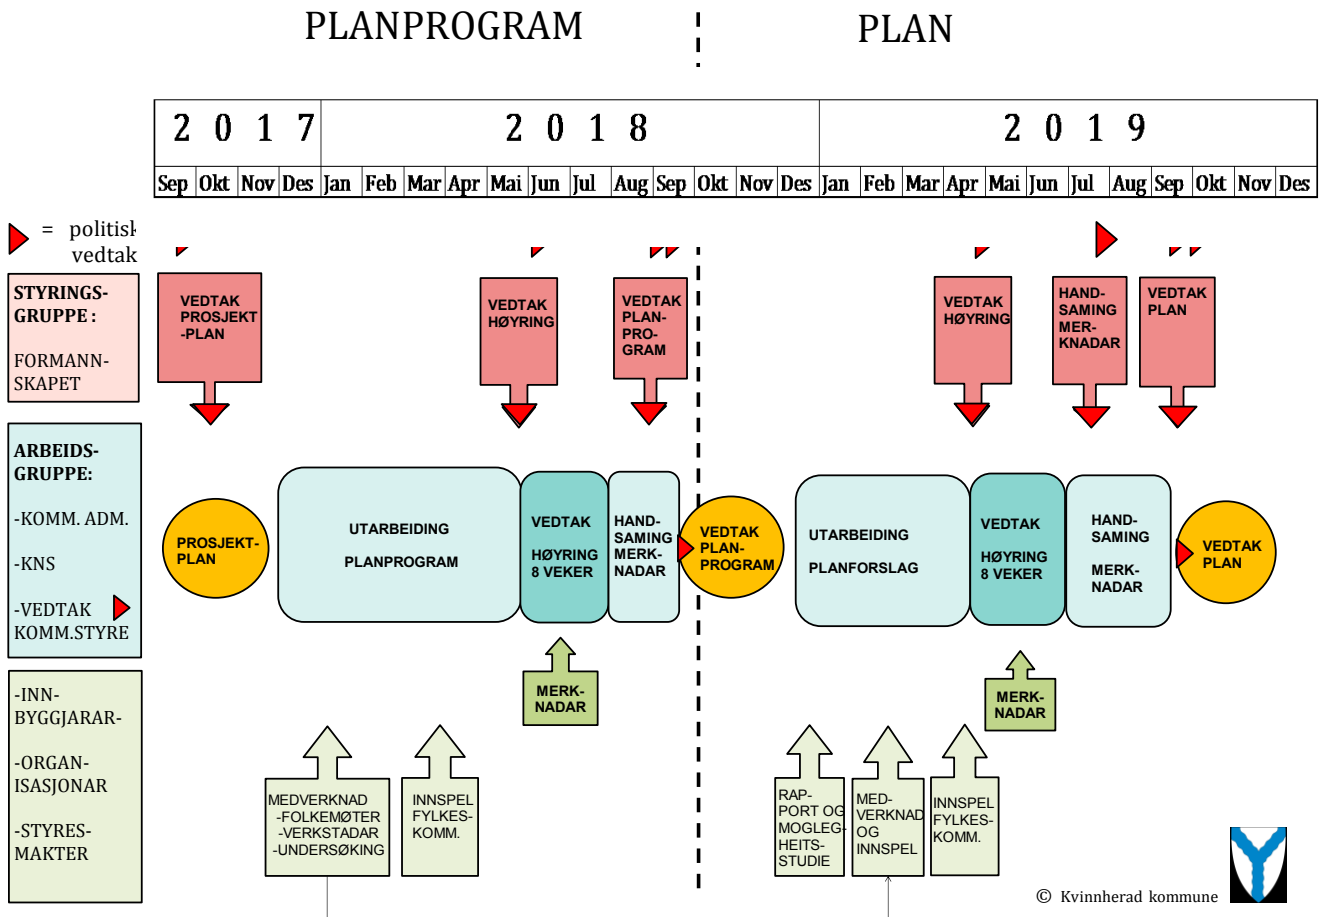 PLANPROGRAM
PLAN
2 0 1 7
2 0 1 8
2 0 1 9
Sep Okt Nov Des Jan Feb Mar Apr Mai Jun Jul Aug Sep Okt Nov Des Jan Feb Mar Apr Mai Jun Jul Aug Sep Okt Nov Des
= politisk
vedtak
STYRINGS-
GRUPPE :
FORMANN-
SKAPET
VEDTAK
PROSJEKT
-PLAN
VEDTAK
HØYRING
VEDTAK
PLAN-
PRO-
GRAM
VEDTAK
HØYRING
HAND-
SAMING
MER-
KNADAR
VEDTAK
PLAN
ARBEIDS-
GRUPPE:
-KOMM. ADM.
-KNS
-VEDTAK
KOMM.STYRE
PROSJEKT-
PLAN
UTARBEIDING
PLANPROGRAM
VEDTAK
HØYRING
8 VEKER
HAND-
SAMING
MERK-
NADAR
VEDTAK
PLAN-
PROGRAM
UTARBEIDING
PLANFORSLAG
VEDTAK
HØYRING
8 VEKER
HAND-
SAMING
MERK-
NADAR
VEDTAK
PLAN
-INN-
BYGGJARAR-
-ORGAN-
ISASJONAR
-STYRES-
MAKTER
MERK-
NADAR
MERK-
NADAR
MEDVERKNAD
-FOLKEMØTER
-VERKSTADAR
-UNDERSØKING
INNSPEL
FYLKES-
KOMM.
RAP-
PORT OG
MOGLEG-
HEITS-
STUDIE
MED-
VERKNAD
OG
INNSPEL
INNSPEL
FYLKES-
KOMM.
© Kvinnherad kommune